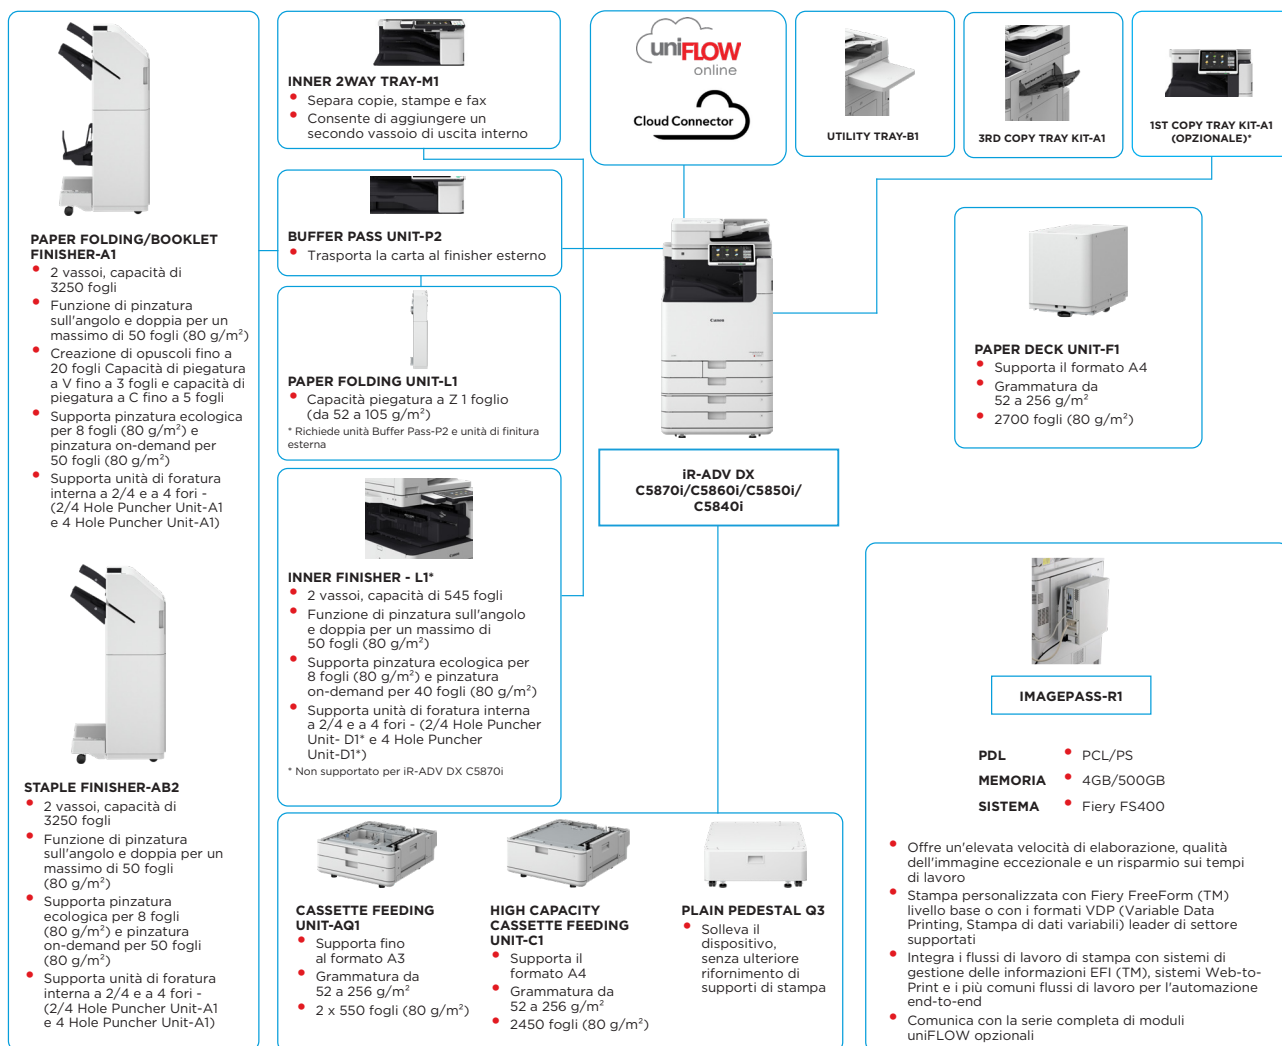 PAPER FOLDING/BOOKLET
FINISHER-A1
• 2 vassoi, capacità di
3250 fogli
• Funzione di pinzatura
sull'angolo e doppia per un
massimo di 50 fogli (80 g/m²)
• Creazione di opuscoli fino a
20 fogli Capacità di piegatura
a V fino a 3 fogli e capacità di
piegatura a C fino a 5 fogli
• Supporta pinzatura ecologica
per 8 fogli (80 g/m²) e
pinzatura on-demand per
50 fogli (80 g/m²)
• Supporta unità di foratura
interna a 2/4 e a 4 fori -
(2/4 Hole Puncher Unit-A1
e 4 Hole Puncher Unit-A1)
STAPLE FINISHER-AB2
• 2 vassoi, capacità di
3250 fogli
• Funzione di pinzatura
sull'angolo e doppia per un
massimo di 50 fogli
(80 g/m²)
• Supporta pinzatura
ecologica per 8 fogli
(80 g/m²) e pinzatura
on-demand per 50 fogli
(80 g/m²)
• Supporta unità di foratura
interna a 2/4 e a 4 fori -
(2/4 Hole Puncher Unit-A1
e 4 Hole Puncher Unit-A1)
INNER 2WAY TRAY-M1
• Separa copie, stampe e fax
• Consente di aggiungere un
secondo vassoio di uscita interno
BUFFER PASS UNIT-P2
• Trasporta la carta al finisher esterno
PAPER FOLDING UNIT-L1
• Capacità piegatura a Z 1 foglio
(da 52 a 105 g/m²)
* Richiede unità Buffer Pass-P2 e unità di finitura
esterna
INNER FINISHER - L1*
• 2 vassoi, capacità di 545 fogli
• Funzione di pinzatura sull'angolo
e doppia per un massimo di
50 fogli (80 g/m²)
• Supporta pinzatura ecologica per
8 fogli (80 g/m²) e pinzatura
on-demand per 40 fogli (80 g/m²)
• Supporta unità di foratura interna
a 2/4 e a 4 fori - (2/4 Hole Puncher
Unit- D1* e 4 Hole Puncher
Unit-D1*)
* Non supportato per iR-ADV DX C5870i
uniFLOW
online
Cloud Connector
UTILITY TRAY-B1
3RD COPY TRAY KIT-A1
1ST COPY TRAY KIT-A1
(OPZIONALE)*
Canon
iR-ADV DX
C5870i/C5860i/C5850i/
C5840i
PAPER DECK UNIT-F1
• Supporta il formato A4
• Grammatura da
52 a 256 g/m²
• 2700 fogli (80 g/m²)
CASSETTE FEEDING
UNIT-AQ1
• Supporta fino
al formato A3
• Grammatura da
52 a 256 g/m²
• 2 x 550 fogli (80 g/m²)
HIGH CAPACITY
CASSETTE FEEDING
UNIT-C1
• Supporta il
formato A4
• Grammatura da
52 a 256 g/m²
• 2450 fogli (80 g/m²)
PLAIN PEDESTAL Q3
• Solleva il
dispositivo,
senza ulteriore
rifornimento di
supporti di stampa
IMAGEPASS-R1
PDL • PCL/PS
MEMORIA • 4GB/500GB
SISTEMA • Fiery FS400
• Offre un'elevata velocità di elaborazione, qualità
dell'immagine eccezionale e un risparmio sui tempi
di lavoro
• Stampa personalizzata con Fiery FreeForm (TM)
livello base o con i formati VDP (Variable Data
Printing, Stampa di dati variabili) leader di settore
supportati
• Integra i flussi di lavoro di stampa con sistemi di
gestione delle informazioni EFI (TM), sistemi Web-to-
Print e i più comuni flussi di lavoro per l'automazione
end-to-end
• Comunica con la serie completa di moduli
uniFLOW opzionali